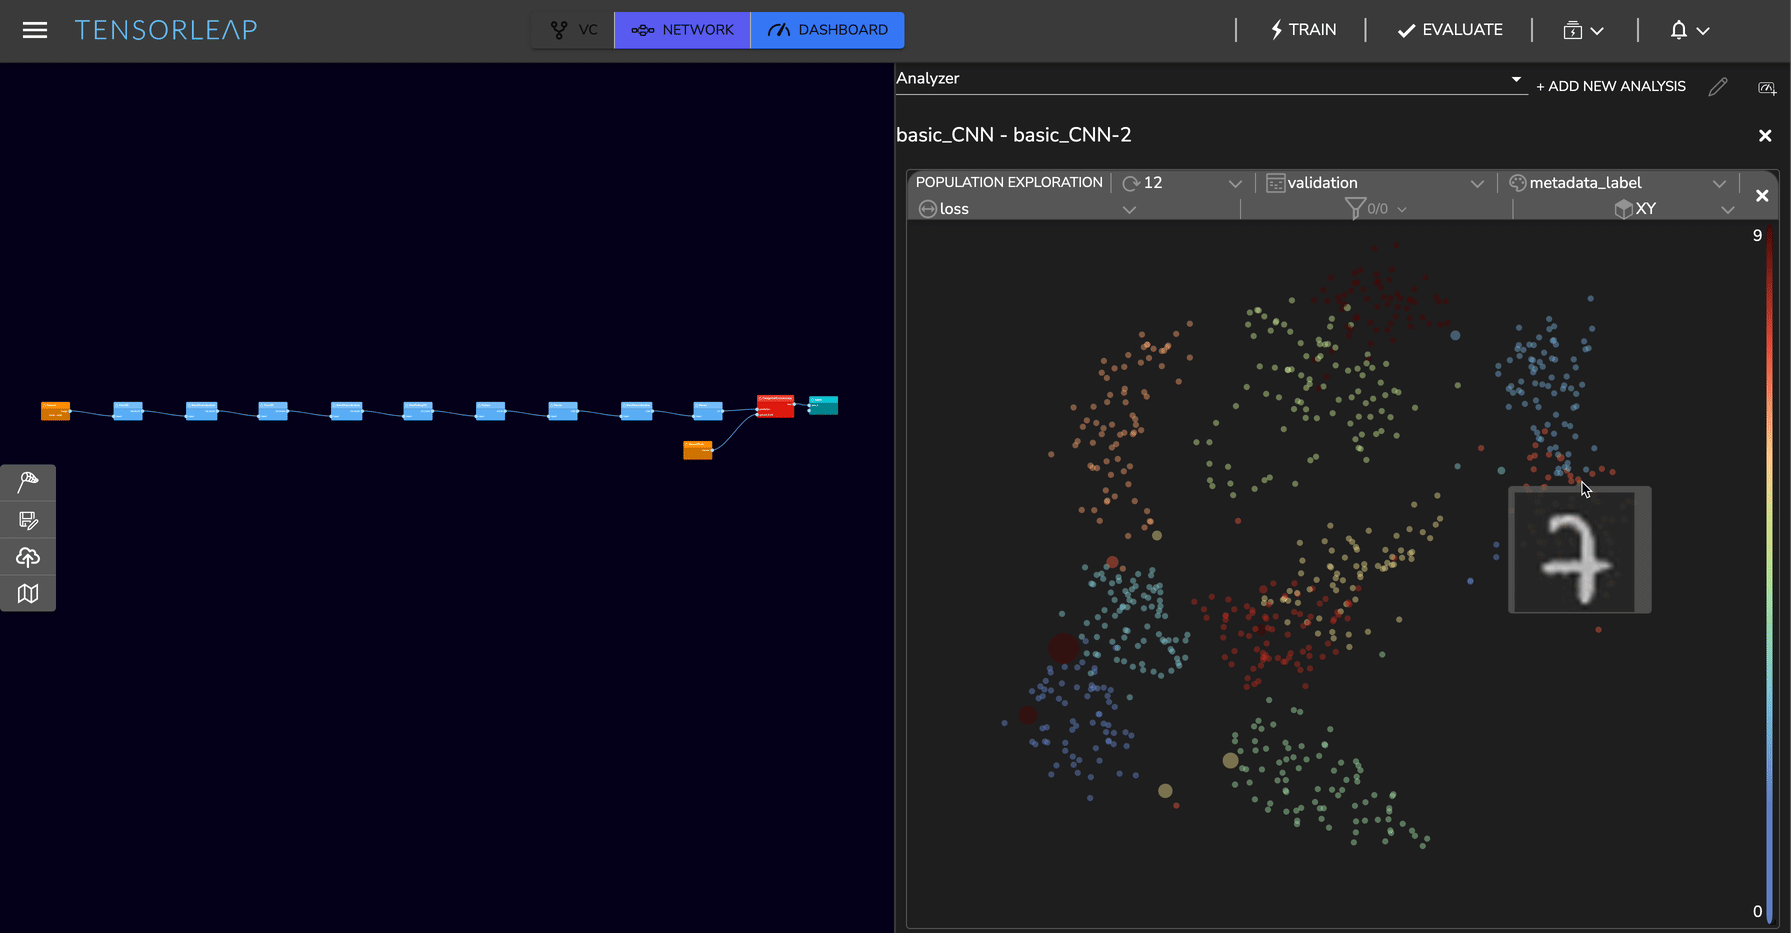 TENSORLEAP
VC
NETWORK
DASHBOARD
TRAIN
EVALUATE
Analyzer
+ ADD NEW ANALYSIS
basic_CNN - basic_CNN-2
POPULATION EXPLORATION
12
validation
metadata_label
loss
0/0
XY
9
0